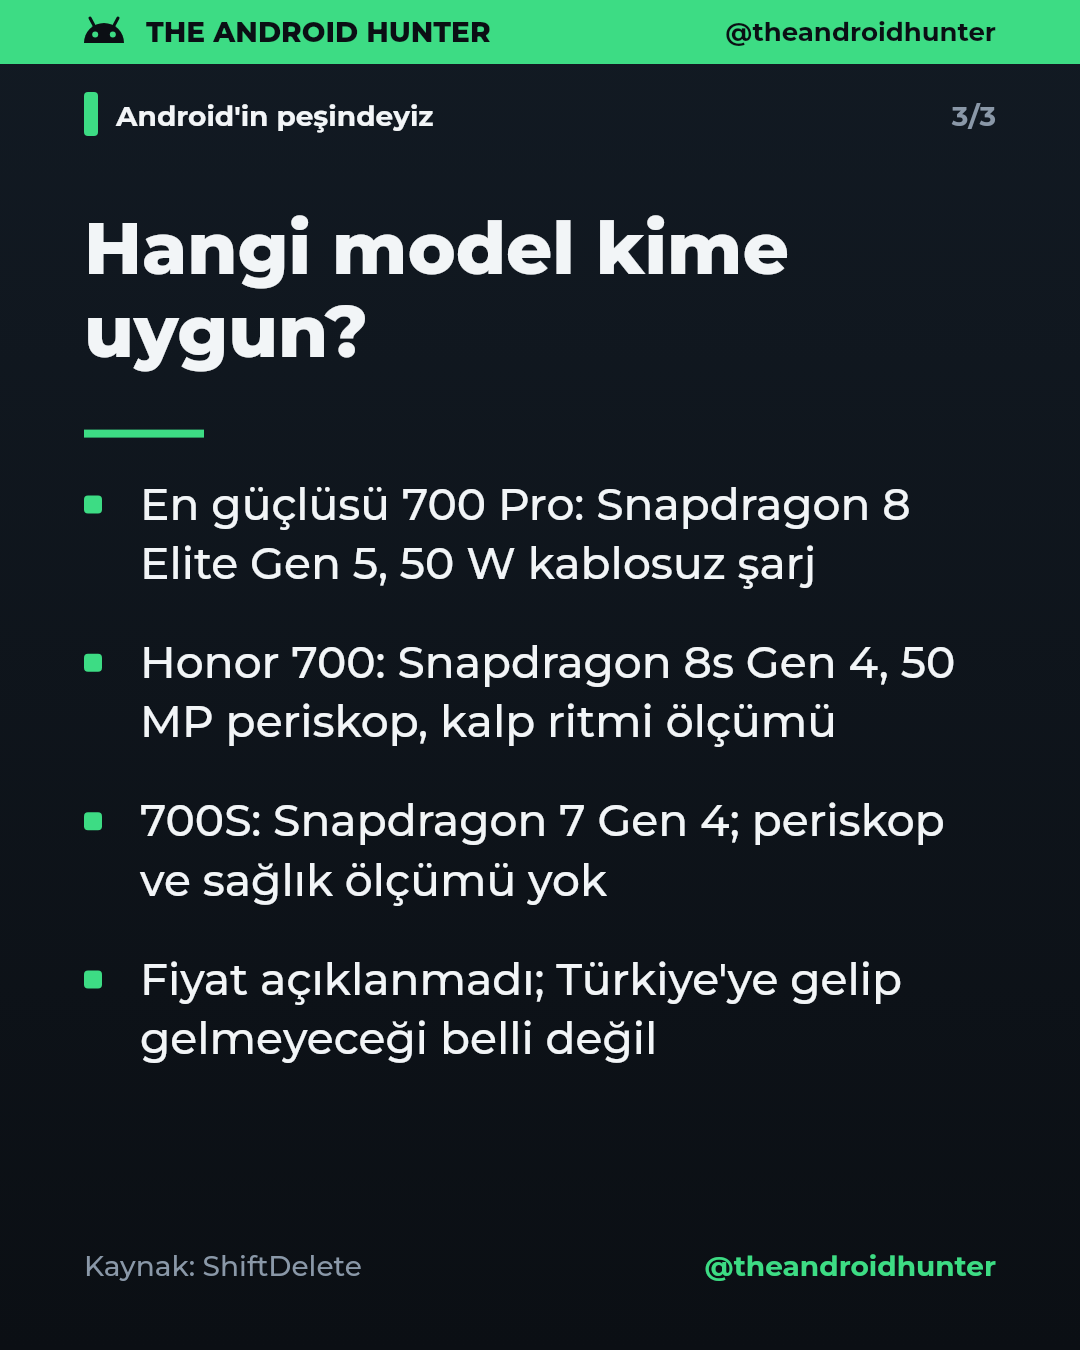 THE ANDROID HUNTER
@theandroidhunter
Android'in peşindeyiz
3/3
Hangi model kime
uygun?
En güçlüsü 700 Pro: Snapdragon 8
Elite Gen 5, 50 W kablosuz şarj
Honor 700: Snapdragon 8s Gen 4, 50
MP periskop, kalp ritmi ölçümü
700S: Snapdragon 7 Gen 4; periskop
ve sağlık ölçümü yok
Fiyat açıklanmadı; Türkiye'ye gelip
gelmeyeceği belli değil
Kaynak: ShiftDelete
@theandroidhunter